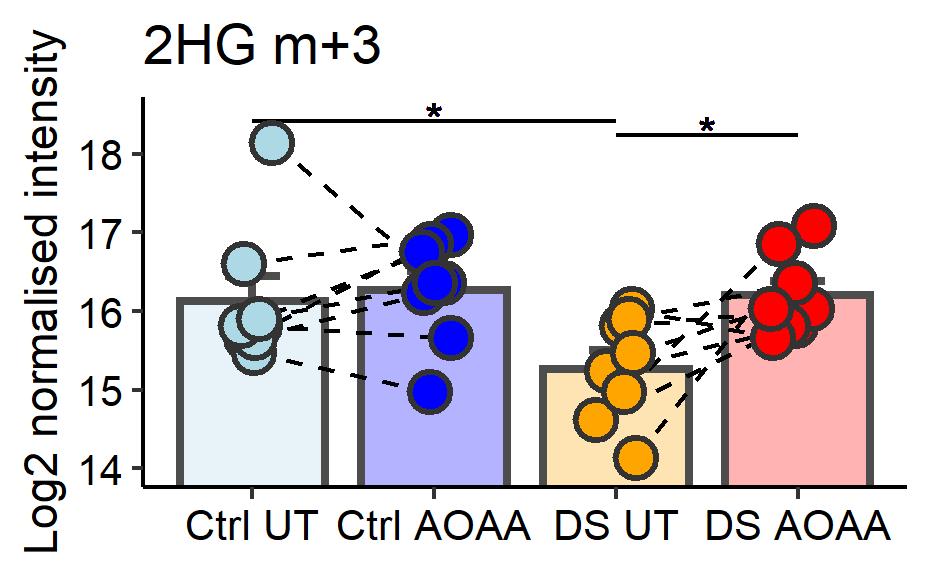 2HG m+3
Log2 normalised intensity
*
*
18
17
16
15
14
Ctrl UT Ctrl AOAA DS UT DS AOAA